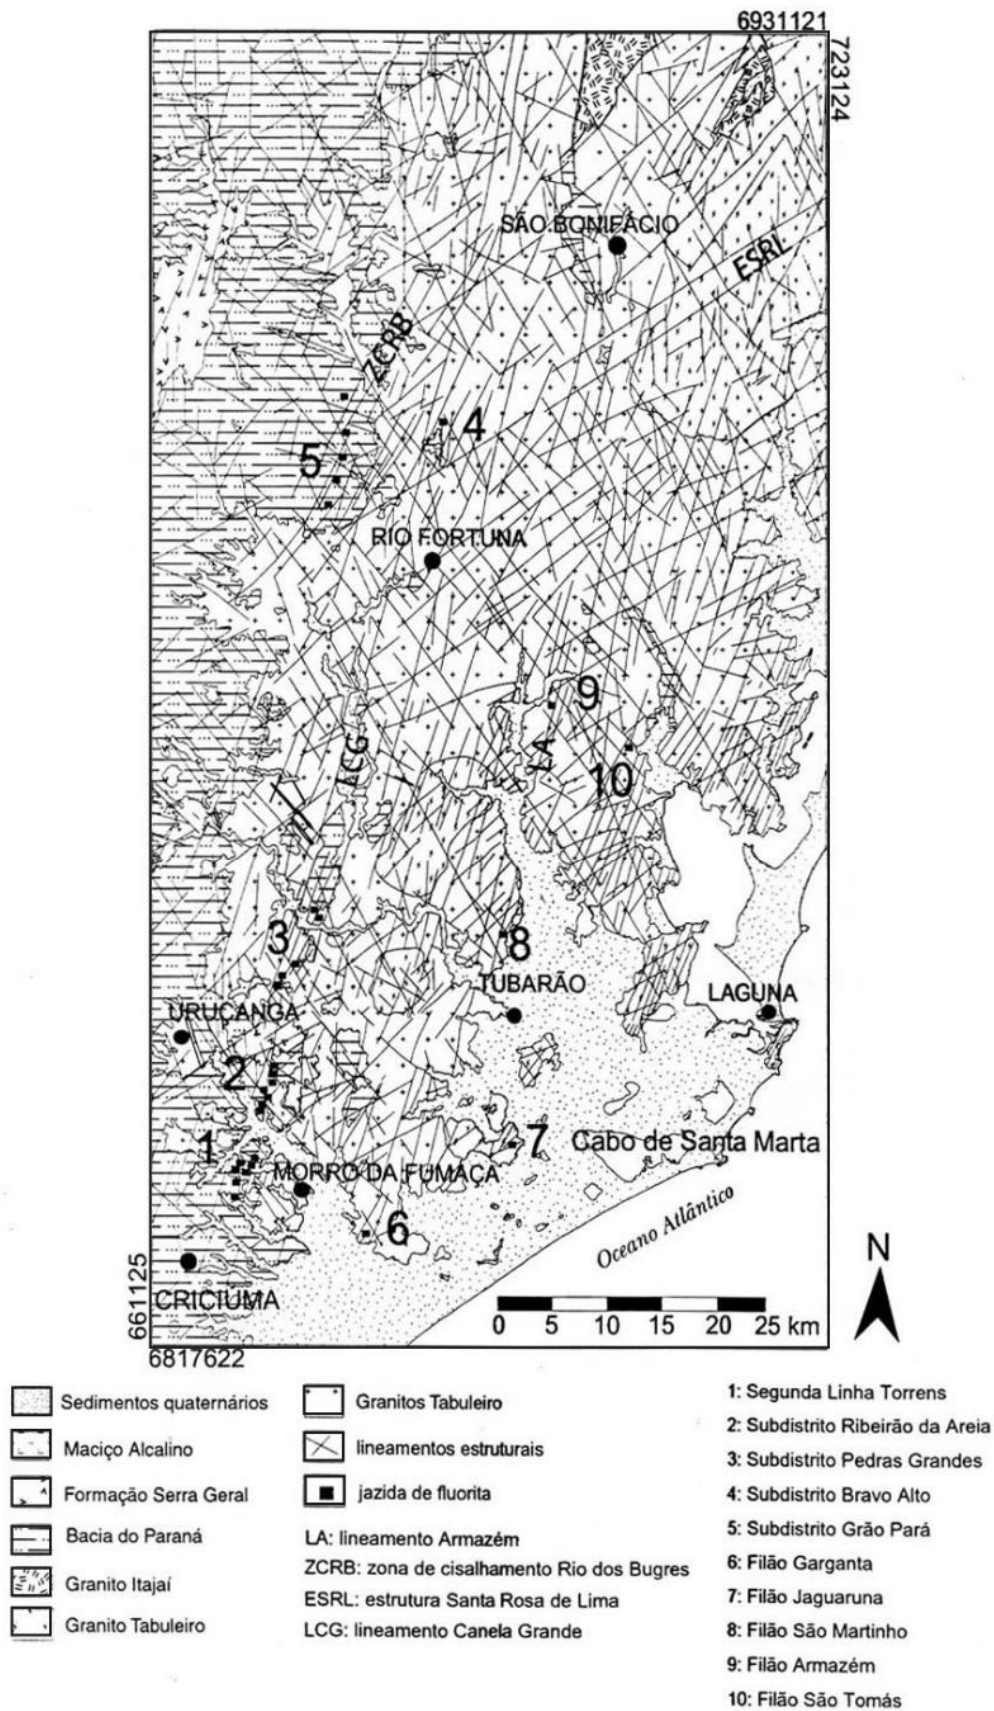 6931121
723124
SÃO BONIFÁCIO
ESRL
ZCRB
4
5
RIO FORTUNA
9
LCG
LA
10
3
8
TUBARÃO
LAGUNA
URUÇANGA
2
1
7
Cabo de Santa Marta
MORRO DA FUMAÇA
6
Oceano Atlântico
N
661125
CRICIÚMA
0 5 10 15 20 25 km
6817622
Sedimentos quaternários
Maciço Alcalino
Formação Serra Geral
Bacia do Paraná
Granito Itajaí
Granito Tabuleiro
Granitos Tabuleiro
lineamentos estruturais
jazida de fluorita
LA: lineamento Armazém
ZCRB: zona de cisalhamento Rio dos Bugres
ESRL: estrutura Santa Rosa de Lima
LCG: lineamento Canela Grande
1: Segunda Linha Torrens
2: Subdistrito Ribeirão da Areia
3: Subdistrito Pedras Grandes
4: Subdistrito Bravo Alto
5: Subdistrito Grão Pará
6: Filão Garganta
7: Filão Jaguaruna
8: Filão São Martinho
9: Filão Armazém
10: Filão São Tomás